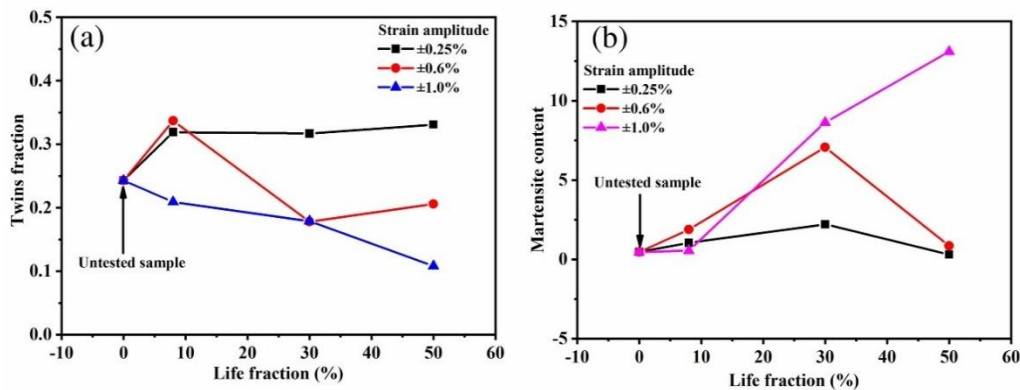 (a)
Strain amplitude
±0.25%
±0.6%
±1.0%
0.5
0.4
0.3
0.2
0.1
0.0
Twins fraction
Untested sample
-10 0 10 20 30 40 50 60
Life fraction (%)
(b)
Strain amplitude
±0.25%
±0.6%
±1.0%
15
10
5
0
-5
Martensite content
Untested sample
-10 0 10 20 30 40 50 60
Life fraction (%)